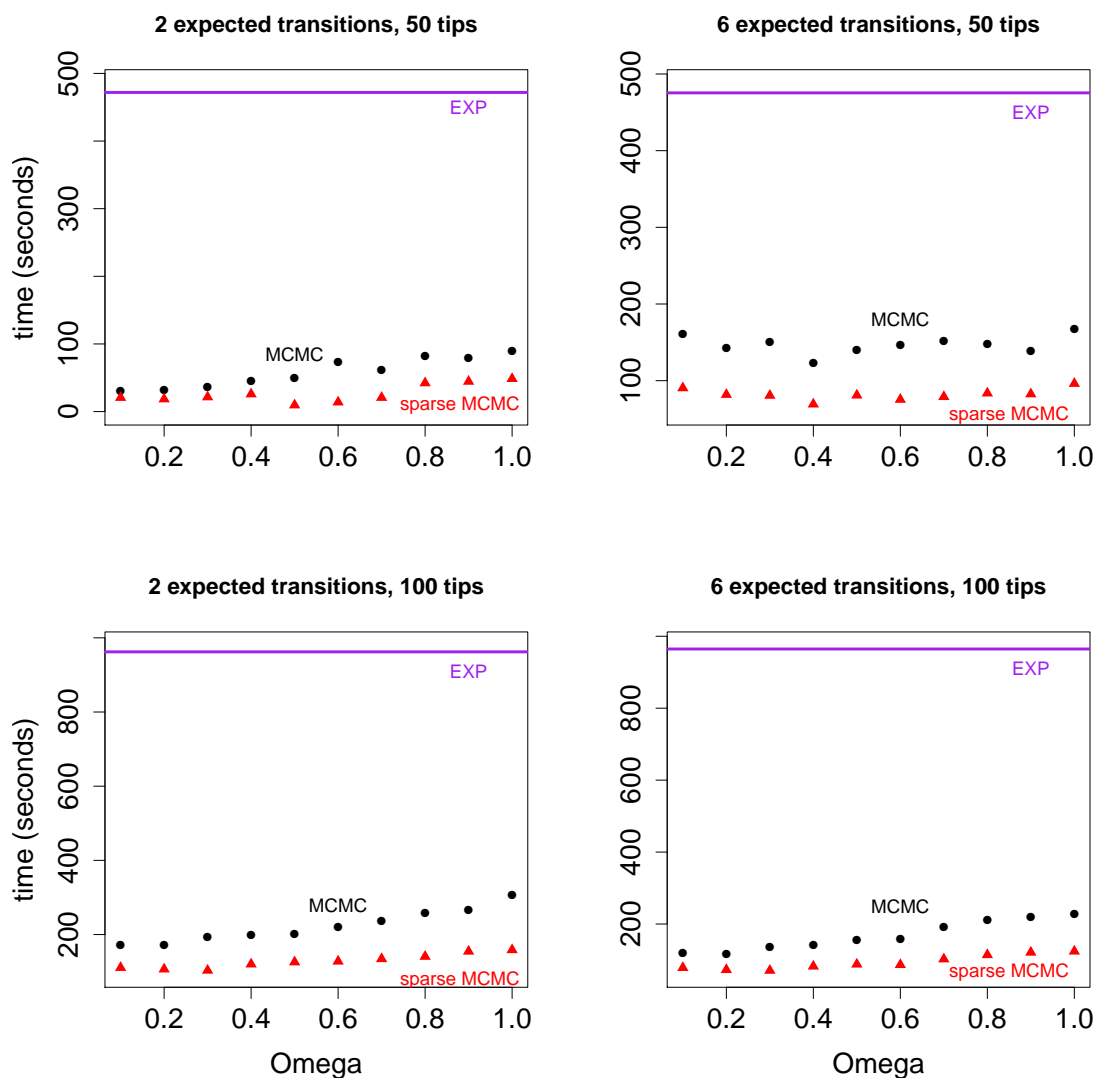 2 expected transitions, 50 tips
500
300
100
0
time (seconds)
EXP
MCMC
sparse MCMC
0.2 0.4 0.6 0.8 1.0
6 expected transitions, 50 tips
500
400
300
200
100
EXP
MCMC
sparse MCMC
0.2 0.4 0.6 0.8 1.0
2 expected transitions, 100 tips
800
600
400
200
time (seconds)
EXP
MCMC
sparse MCMC
0.2 0.4 0.6 0.8 1.0
Omega
6 expected transitions, 100 tips
800
600
400
200
EXP
MCMC
sparse MCMC
0.2 0.4 0.6 0.8 1.0
Omega